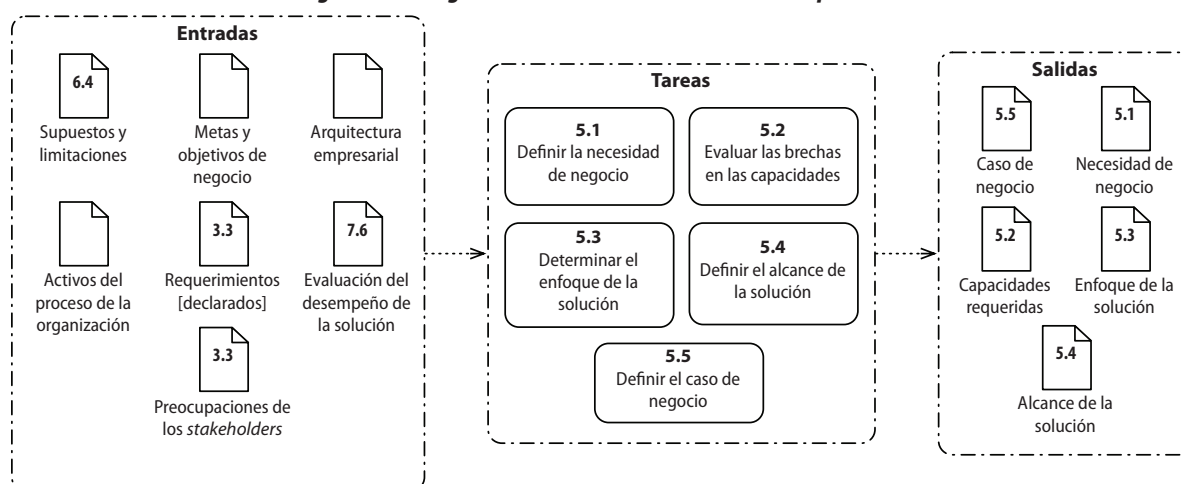 Entradas
6.4
Supuestos y
limitaciones
Metas y
objetivos de
negocio
Arquitectura
empresarial
Activos del
proceso de la
organización
3.3
Requerimientos
[declarados]
7.6
Evaluación del
desempeño de
la solución
3.3
Preocupaciones de
los stakeholders
Tareas
5.1
Definir la necesidad
de negocio
5.2
Evaluar las brechas
en las capacidades
5.3
Determinar el
enfoque de la
solución
5.4
Definir el alcance de
la solución
5.5
Definir el caso de
negocio
Salidas
5.5
Caso de
negocio
5.1
Necesidad de
negocio
5.2
Capacidades
requeridas
5.3
Enfoque de la
solución
5.4
Alcance de la
solución